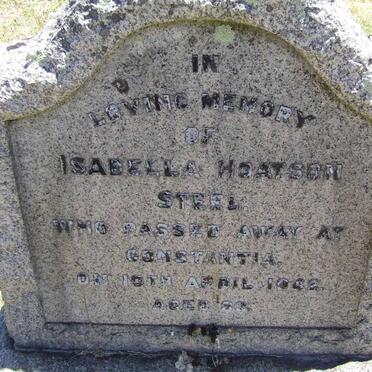 IN
LOVING MEMORY
OF
ISABELLA HOATSON
STEEL
WHO PASSED AWAY AT
CONSTANTIA
ON 10TH APRIL
AGED